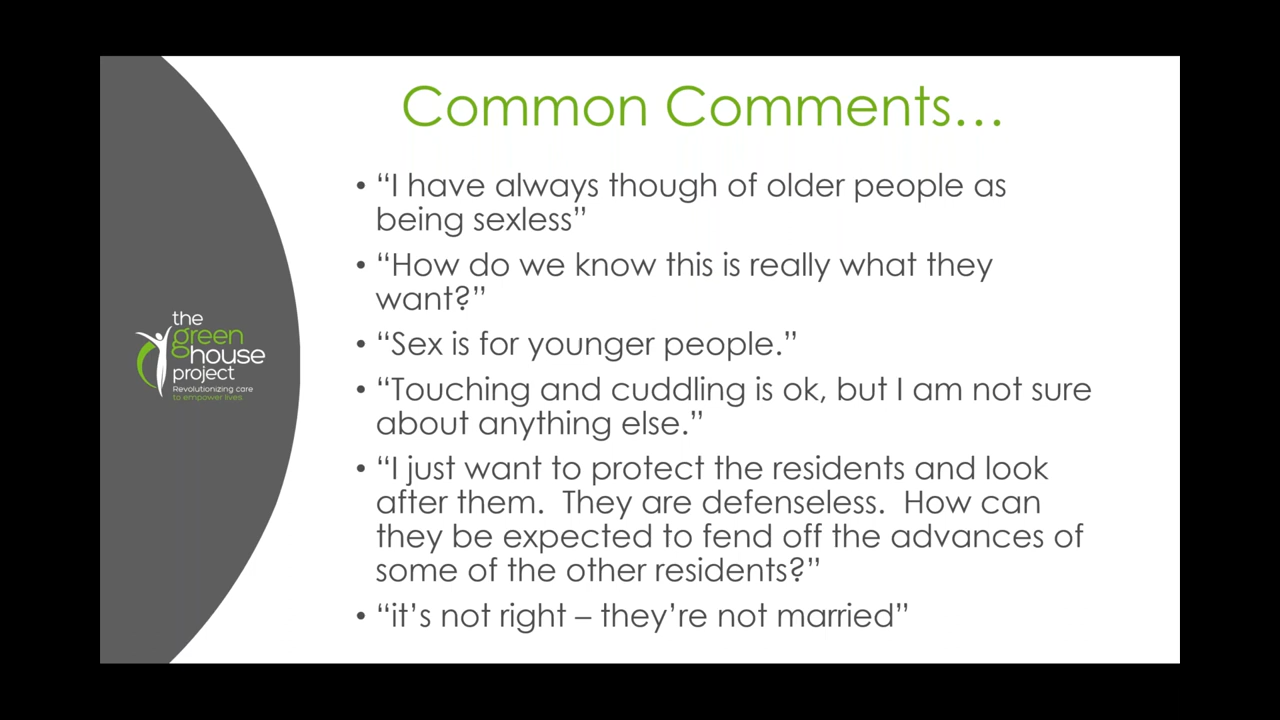 Common Comments...
• “I have always though of older people as
being sexless”
• “How do we know this is really what they
want?”
• “Sex is for younger people.”
• “Touching and cuddling is ok, but I am not sure
about anything else.”
• “I just want to protect the residents and look
after them.  They are defenseless.  How can
they be expected to fend off the advances of
some of the other residents?”
• “it’s not right – they’re not married”
the
green
house
project
Revolutionizing care
to empower lives.